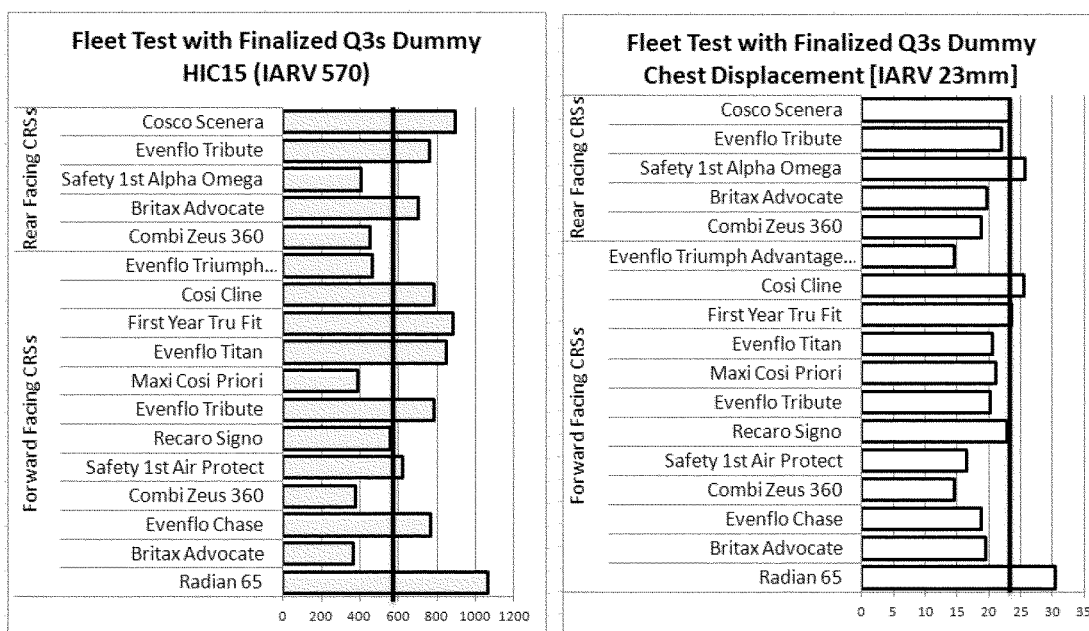 Fleet Test with Finalized Q3s Dummy
HIC15 (IARV 570)
Rear Facing CRSs
Cosco Scenera
Evenflo Tribute
Safety 1st Alpha Omega
Britax Advocate
Combi Zeus 360
Forward Facing CRSs
Evenflo Triumph...
Cosi Cline
First Year Tru Fit
Evenflo Titan
Maxi Cosi Priori
Evenflo Tribute
Recaro Signo
Safety 1st Air Protect
Combi Zeus 360
Evenflo Chase
Britax Advocate
Radian 65
0 200 400 600 800 1000 1200
Fleet Test with Finalized Q3s Dummy
Chest Displacement [IARV 23mm]
Rear Facing CRSs
Cosco Scenera
Evenflo Tribute
Safety 1st Alpha Omega
Britax Advocate
Combi Zeus 360
Forward Facing CRSs
Evenflo Triumph Advantage...
Cosi Cline
First Year Tru Fit
Evenflo Titan
Maxi Cosi Priori
Evenflo Tribute
Recaro Signo
Safety 1st Air Protect
Combi Zeus 360
Evenflo Chase
Britax Advocate
Radian 65
0 5 10 15 20 25 30 35